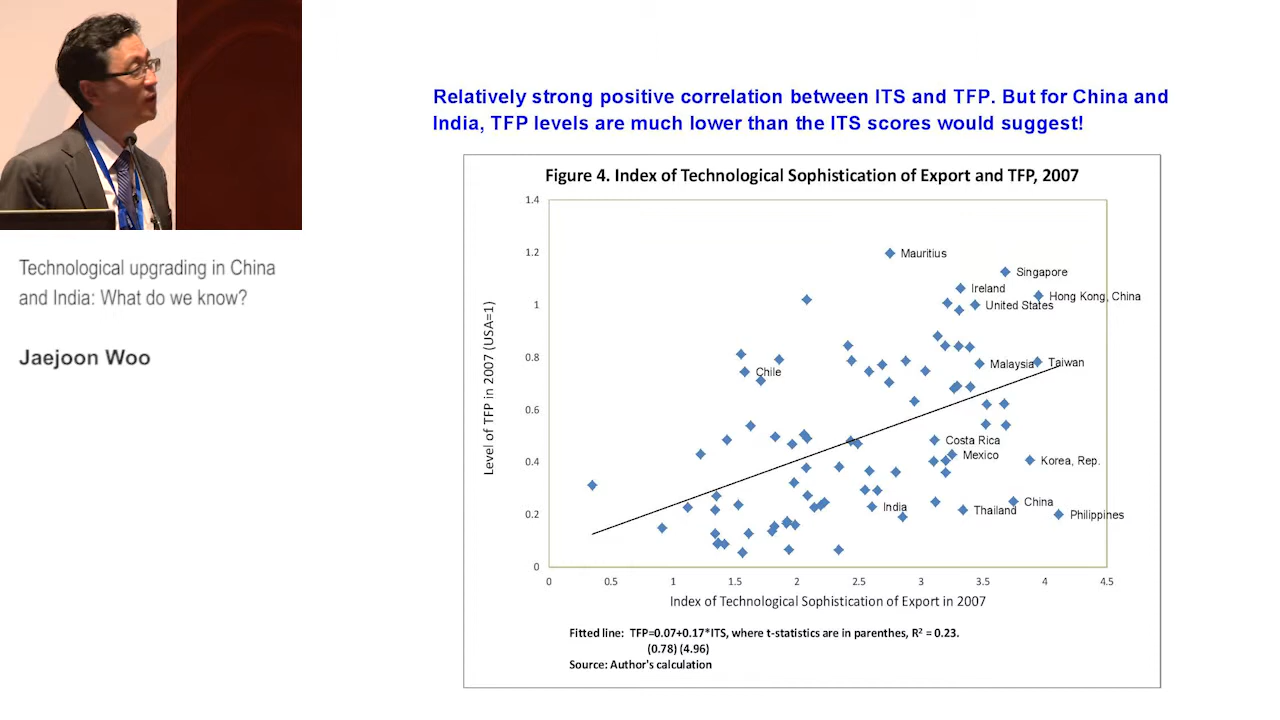 Relatively strong positive correlation between ITS and TFP. But for China and
India, TFP levels are much lower than the ITS scores would suggest!
Technological upgrading in China
and India: What do we know?
Jaejoon Woo
Figure 4. Index of Technological Sophistication of Export and TFP, 2007
Level of TFP in 2007 (USA=1)
1.4
1.2
1
0.8
0.6
0.4
0.2
0
Mauritius
Singapore
Ireland
Hong Kong, China
United States
Malaysia
Taiwan
Chile
Costa Rica
Mexico
Korea, Rep.
India
China
Thailand
Philippines
0 0.5 1 1.5 2 2.5 3 3.5 4 4.5
Index of Technological Sophistication of Export in 2007
Fitted line: TFP=0.07+0.17*ITS, where t-statistics are in parenthes, R² = 0.23.
(0.78) (4.96)
Source: Author's calculation